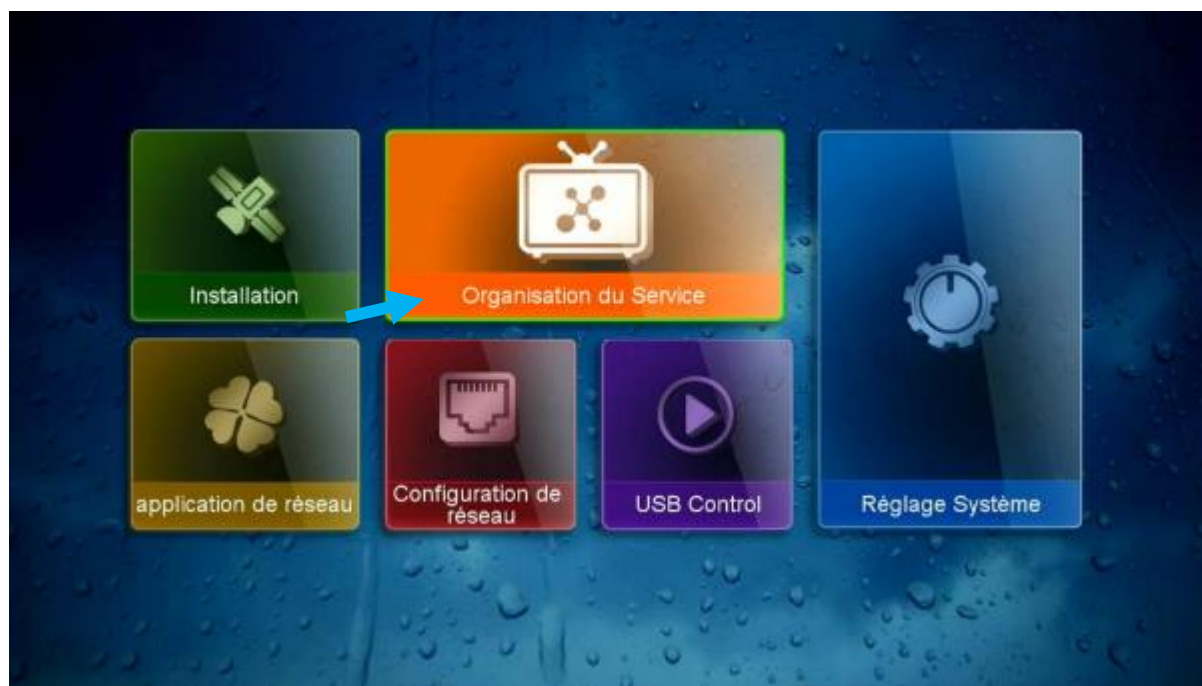 Installation
Organisation du Service
application de réseau
Configuration de
réseau
USB Control
Réglage Système